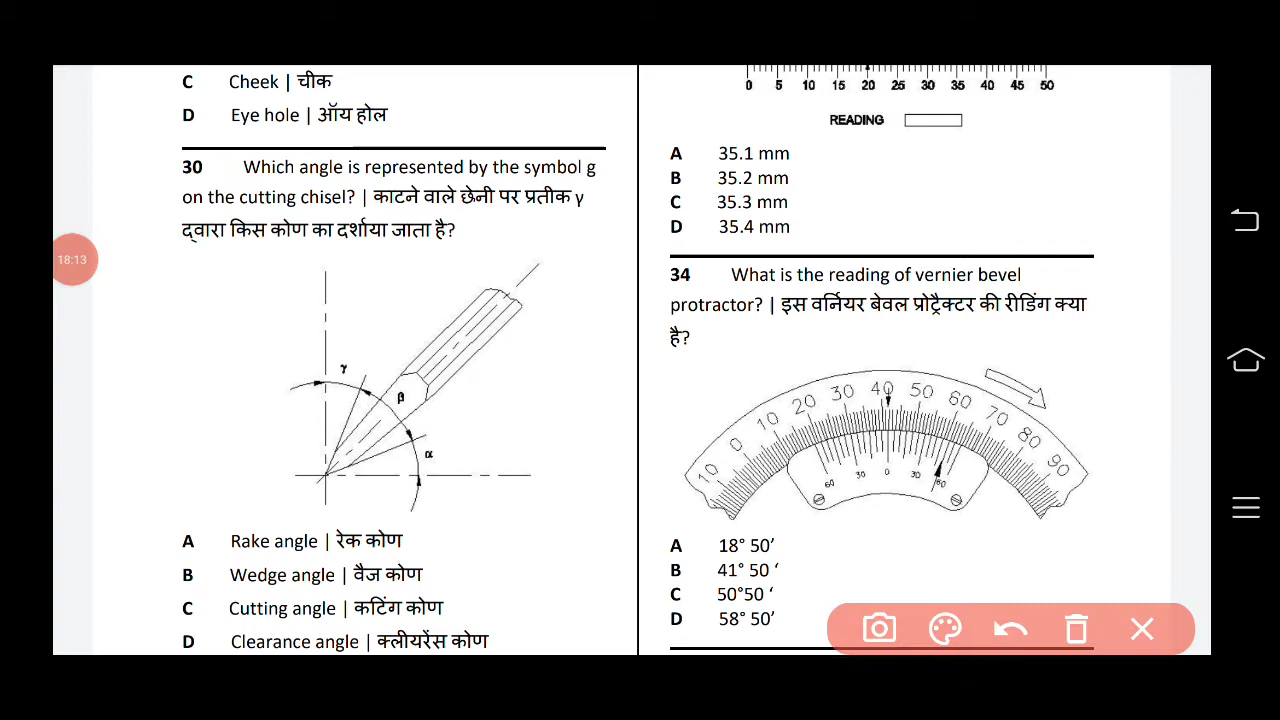 C Cheek | चीक
D Eye hole | ऑय होल
30 Which angle is represented by the symbol g
on the cutting chisel? | काटने वाले छेनी पर प्रतीक γ
द्वारा किस कोण का दर्शाया जाता है?
18:13
γ
β
α
A Rake angle | रेक कोण
B Wedge angle | वैज कोण
C Cutting angle | कटिंग कोण
D Clearance angle | क्लीयरेंस कोण
0 5 10 15 20 25 30 35 40 45 50
READING
A 35.1 mm
B 35.2 mm
C 35.3 mm
D 35.4 mm
34 What is the reading of vernier bevel
protractor? | इस वर्नियर बेवल प्रोट्रैक्टर की रीडिंग क्या
है?
10 0 10 20 30 40 50 60 70 80 90
60 30 0 30 60
A 18° 50’
B 41° 50 ‘
C 50°50 ‘
D 58° 50’